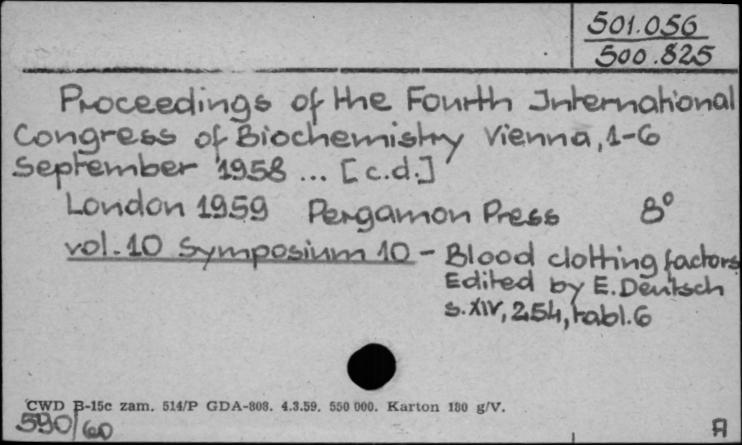 501.056
500.825
Proceedings of the Fourth International
Congress of Biochemistry Vienna, 1-6
September 1958 ... [c.d.]
London 1959 Pergamon Press 8°
vol. 10 Symposium 10 - Blood clotting factors
Edited by E. Deutsch
s. XIV, 254, tabl. 6
CWD B-15c zam. 514/P GDA-808. 4.3.59. 550 000. Karton 180 g/V.
590/60
A